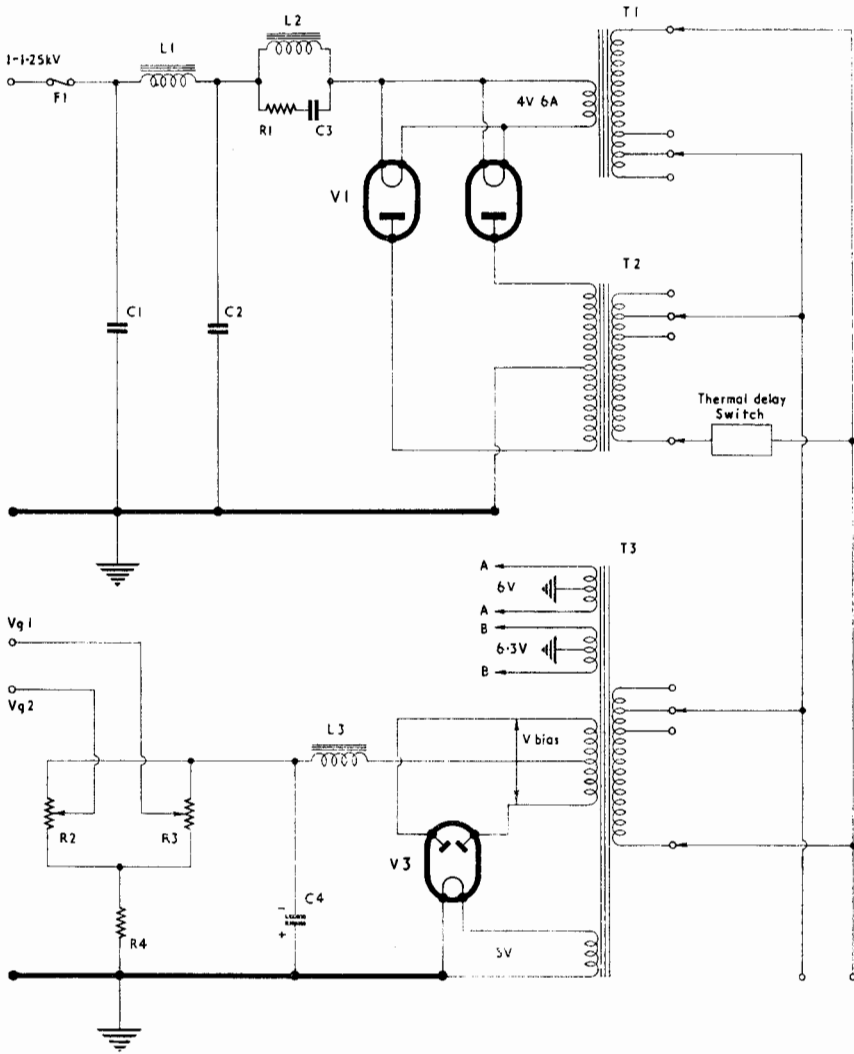 T1
L2
L1
1-1·25kV
F1
4V 6A
R1
C3
V1
T2
C1
C2
Thermal delay
Switch
T3
A
6V
A
B
6·3V
B
Vg1
Vg2
L3
V bias
R2
R3
V3
C4
-
+
R4
5V